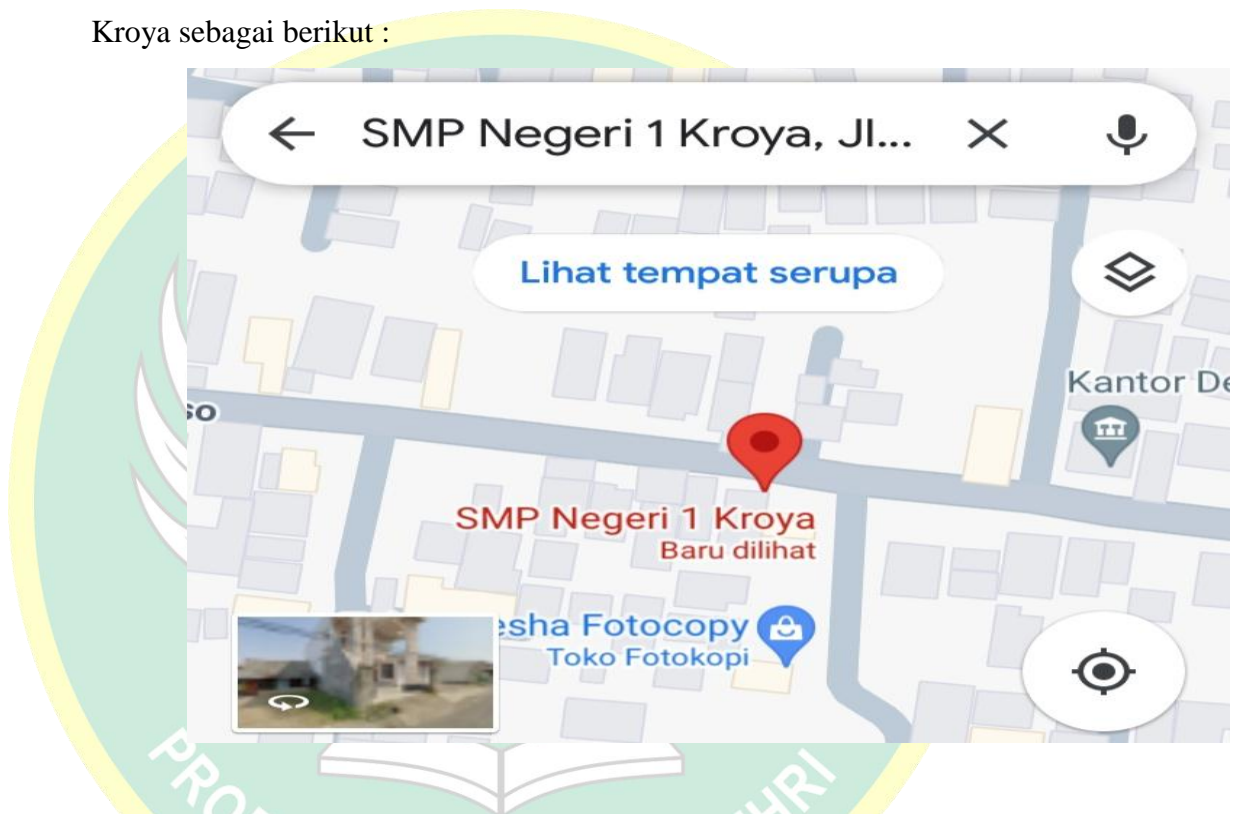 Kroya sebagai berikut :
SMP Negeri 1 Kroya, Jl...
Lihat tempat serupa
Kantor De
so
SMP Negeri 1 Kroya
Baru dilihat
esha Fotocopy
Toko Fotokopi